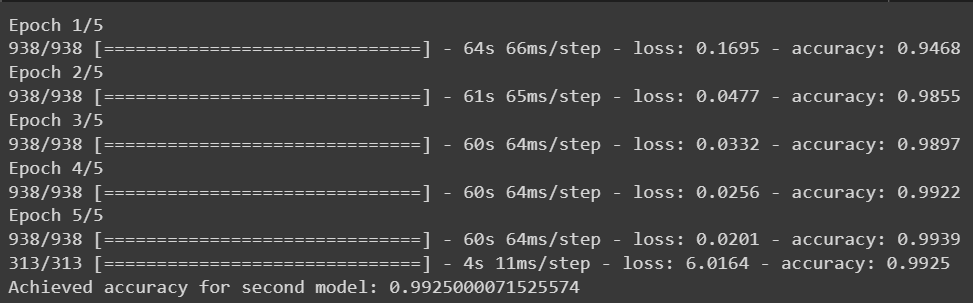 Epoch 1/5
938/938 [==============================] - 64s 66ms/step - loss: 0.1695 - accuracy: 0.9468
Epoch 2/5
938/938 [==============================] - 61s 65ms/step - loss: 0.0477 - accuracy: 0.9855
Epoch 3/5
938/938 [==============================] - 60s 64ms/step - loss: 0.0332 - accuracy: 0.9897
Epoch 4/5
938/938 [==============================] - 60s 64ms/step - loss: 0.0256 - accuracy: 0.9922
Epoch 5/5
938/938 [==============================] - 60s 64ms/step - loss: 0.0201 - accuracy: 0.9939
313/313 [==============================] - 4s 11ms/step - loss: 6.0164 - accuracy: 0.9925
Achieved accuracy for second model: 0.9925000071525574